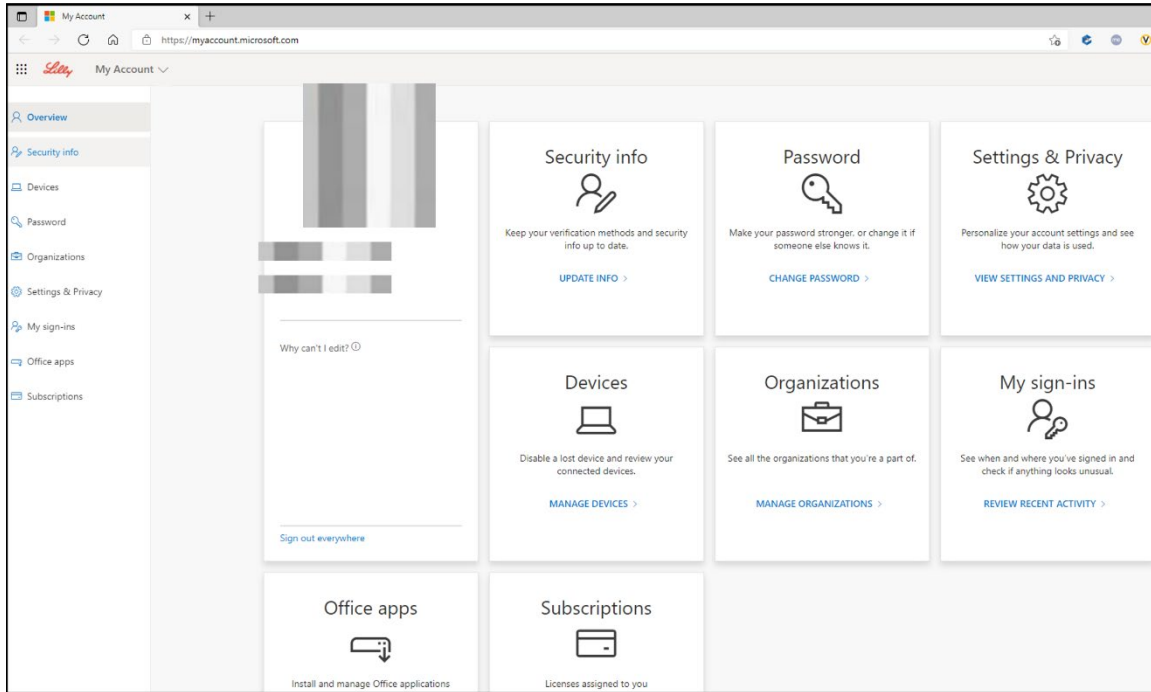 My Account
https://myaccount.microsoft.com
Lilly
My Account
Overview
Security info
Devices
Password
Organizations
Settings & Privacy
My sign-ins
Office apps
Subscriptions
Why can't I edit?
Sign out everywhere
Security info
Keep your verification methods and security
info up to date.
UPDATE INFO >
Password
Make your password stronger, or change it if
someone else knows it.
CHANGE PASSWORD >
Settings & Privacy
Personalize your account settings and see
how your data is used.
VIEW SETTINGS AND PRIVACY >
Devices
Disable a lost device and review your
connected devices.
MANAGE DEVICES >
Organizations
See all the organizations that you're a part of.
MANAGE ORGANIZATIONS >
My sign-ins
See when and where you've signed in and
check if anything looks unusual.
REVIEW RECENT ACTIVITY >
Office apps
Install and manage Office applications
Subscriptions
Licenses assigned to you